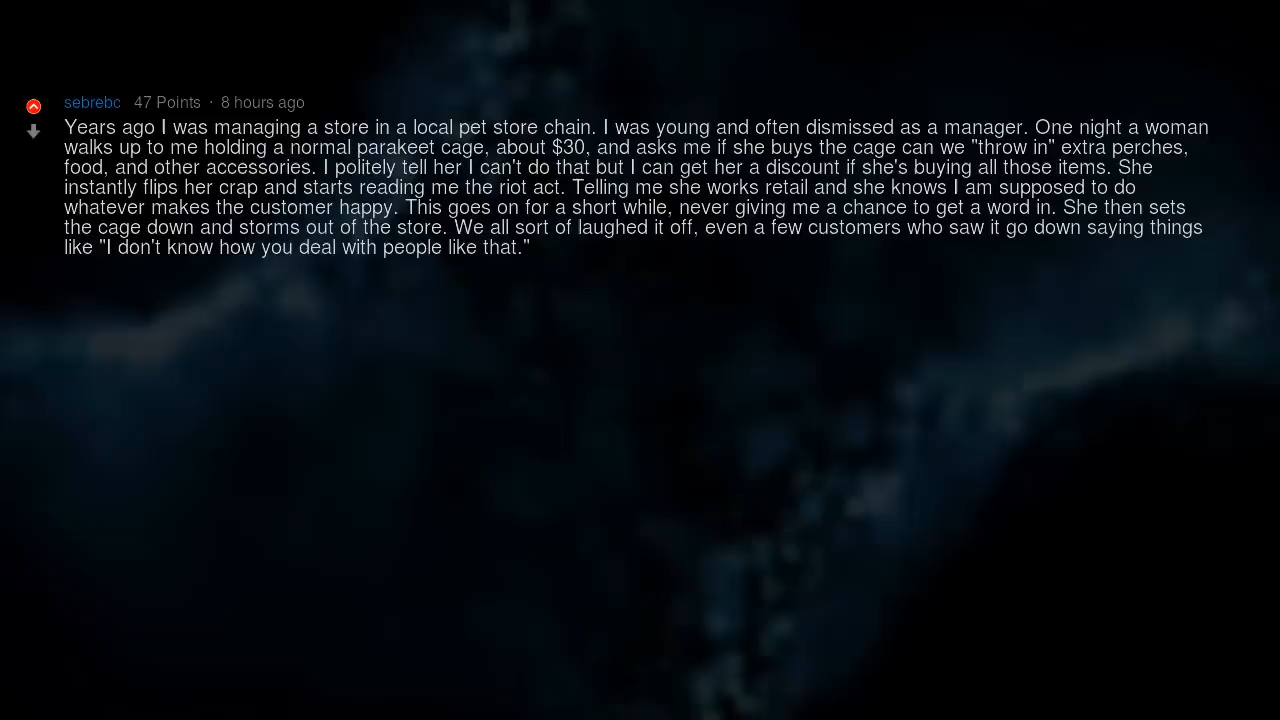 sebrebc 47 Points · 8 hours ago
Years ago I was managing a store in a local pet store chain. I was young and often dismissed as a manager. One night a woman
walks up to me holding a normal parakeet cage, about $30, and asks me if she buys the cage can we "throw in" extra perches,
food, and other accessories. I politely tell her I can't do that but I can get her a discount if she's buying all those items. She
instantly flips her crap and starts reading me the riot act. Telling me she works retail and she knows I am supposed to do
whatever makes the customer happy. This goes on for a short while, never giving me a chance to get a word in. She then sets
the cage down and storms out of the store. We all sort of laughed it off, even a few customers who saw it go down saying things
like "I don't know how you deal with people like that."